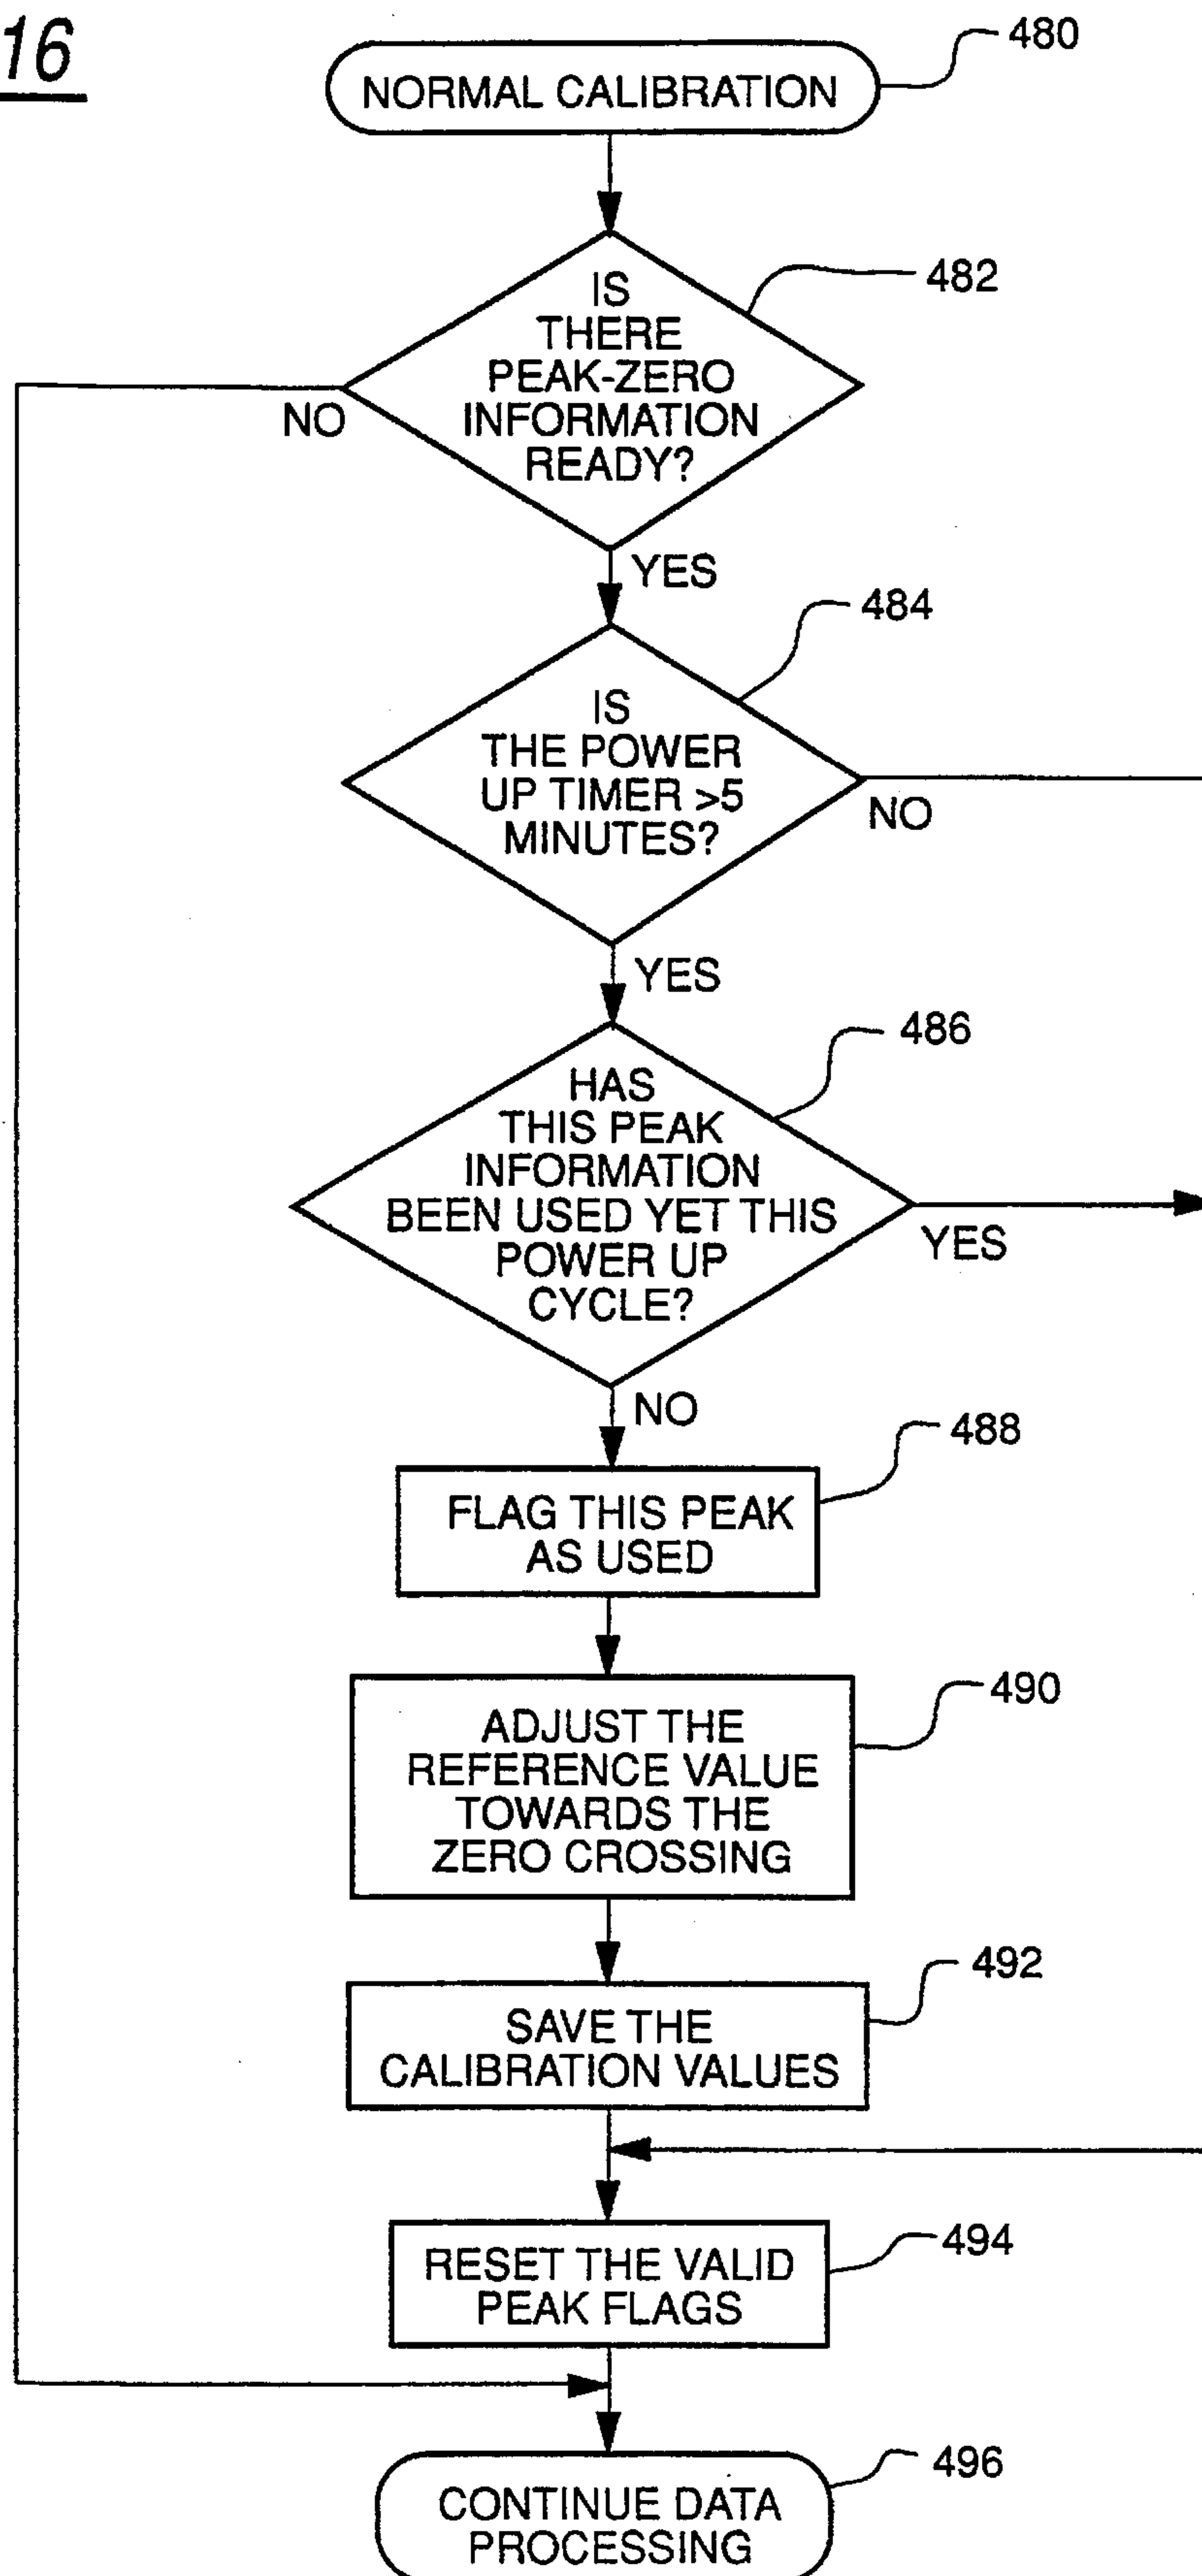 16
NORMAL CALIBRATION
480
IS
THERE
PEAK-ZERO
INFORMATION
READY?
482
NO
YES
IS
THE POWER
UP TIMER >5
MINUTES?
484
NO
YES
HAS
THIS PEAK
INFORMATION
BEEN USED YET THIS
POWER UP
CYCLE?
486
YES
NO
FLAG THIS PEAK
AS USED
488
ADJUST THE
REFERENCE VALUE
TOWARDS THE
ZERO CROSSING
490
SAVE THE
CALIBRATION VALUES
492
RESET THE VALID
PEAK FLAGS
494
CONTINUE DATA
PROCESSING
496